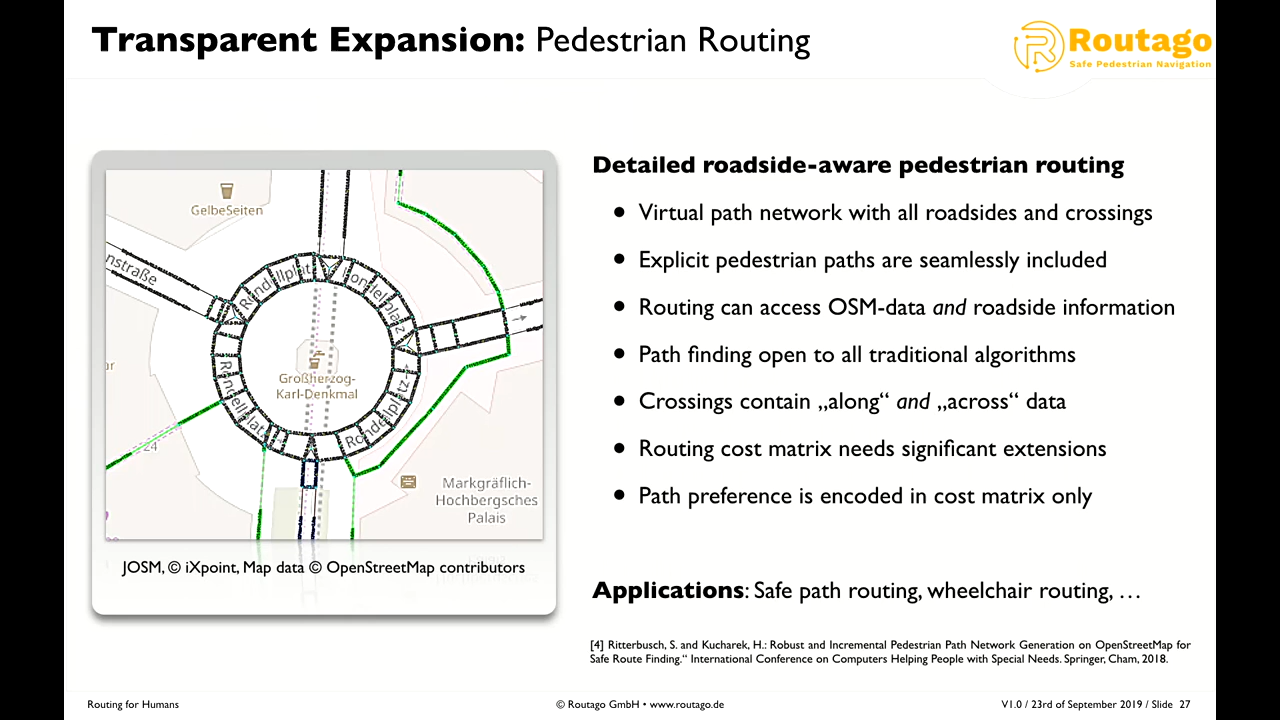 Transparent Expansion: Pedestrian Routing
Routago
Safe Pedestrian Navigation
GelbeSeiten
nstraße
Rondellplatz
Rondellplatz
Großherzog-
Karl-Denkmal
Rondellplatz
Rondellplatz
24
Markgräflich-
Hochbergsches
Palais
JOSM, © iXpoint, Map data © OpenStreetMap contributors
Detailed roadside-aware pedestrian routing
• Virtual path network with all roadsides and crossings
• Explicit pedestrian paths are seamlessly included
• Routing can access OSM-data and roadside information
• Path finding open to all traditional algorithms
• Crossings contain „along“ and „across“ data
• Routing cost matrix needs significant extensions
• Path preference is encoded in cost matrix only
Applications: Safe path routing, wheelchair routing, …
[4] Ritterbusch, S. and Kucharek, H.: Robust and Incremental Pedestrian Path Network Generation on OpenStreetMap for
Safe Route Finding.“ International Conference on Computers Helping People with Special Needs. Springer, Cham, 2018.
Routing for Humans
© Routago GmbH • www.routago.de
V1.0 / 23rd of September 2019 / Slide 27